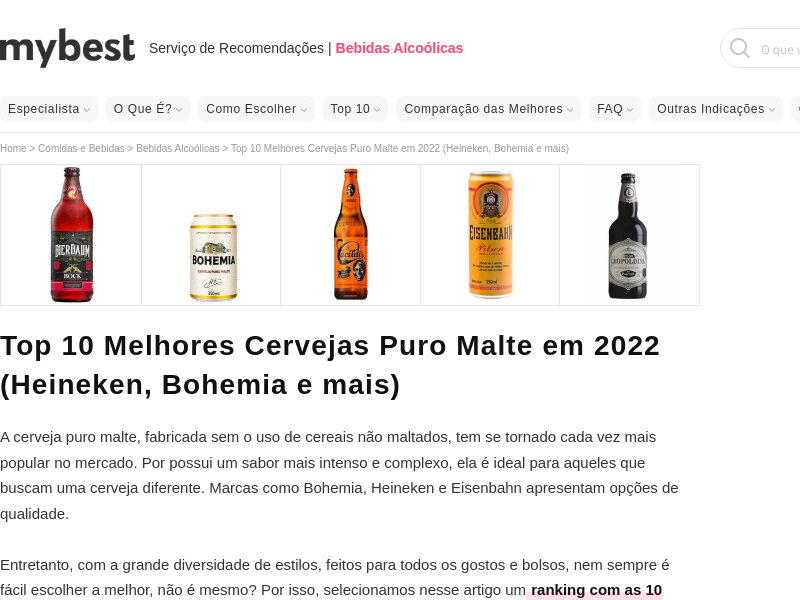 mybest
Serviço de Recomendações | Bebidas Alcoólicas
Especialista
O Que É?
Como Escolher
Top 10
Comparação das Melhores
FAQ
Outras Indicações
Home > Comidas e Bebidas > Bebidas Alcoólicas > Top 10 Melhores Cervejas Puro Malte em 2022 (Heineken, Bohemia e mais)
BIERBAUM
BOCK
BOHEMIA
Cacildis
EISENBAHN
Pilsen
LEOPOLDINA
Top 10 Melhores Cervejas Puro Malte em 2022
(Heineken, Bohemia e mais)
A cerveja puro malte, fabricada sem o uso de cereais não maltados, tem se tornado cada vez mais
popular no mercado. Por possui um sabor mais intenso e complexo, ela é ideal para aqueles que
buscam uma cerveja diferente. Marcas como Bohemia, Heineken e Eisenbahn apresentam opções de
qualidade.
Entretanto, com a grande diversidade de estilos, feitos para todos os gostos e bolsos, nem sempre é
fácil escolher a melhor, não é mesmo? Por isso, selecionamos nesse artigo um ranking com as 10